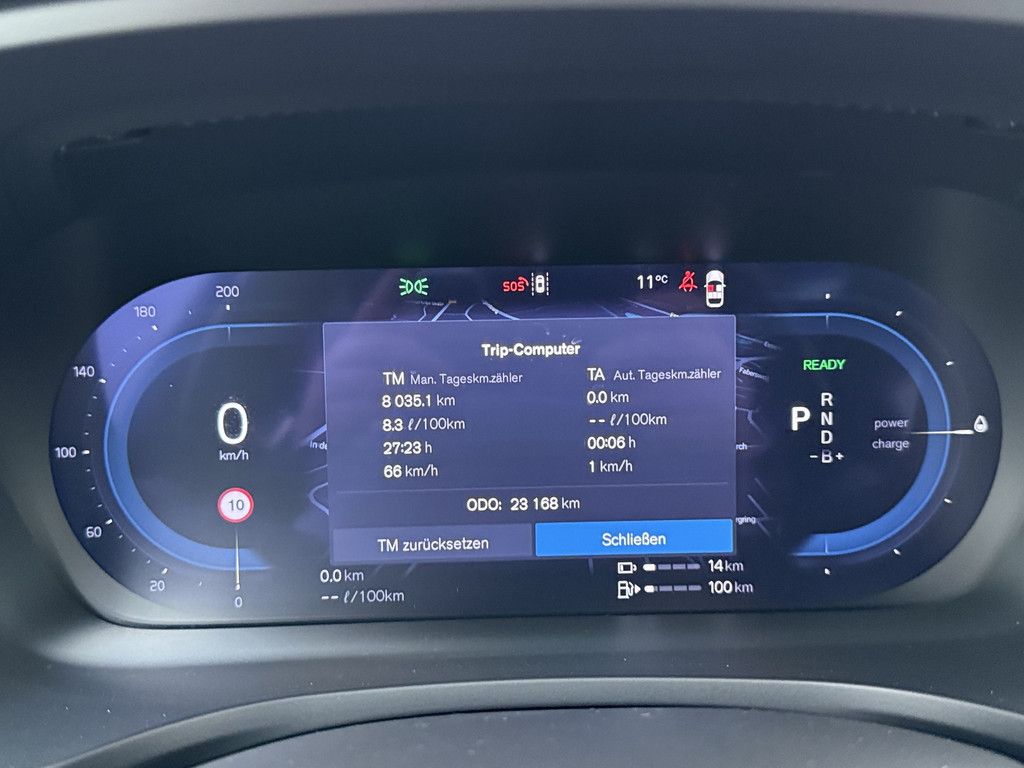 200
180
140
100
60
20
0
SOS
11°C
Trip-Computer
TM Man. Tageskm.zähler
8 035.1 km
8.3 ℓ/100km
27:23 h
66 km/h
TA Aut. Tageskm.zähler
0.0 km
-- ℓ/100km
00:06 h
1 km/h
ODO: 23 168 km
TM zurücksetzen
Schließen
0
km/h
10
READY
P
R
N
D
-B+
power
charge
0.0 km
-- ℓ/100km
14 km
100 km